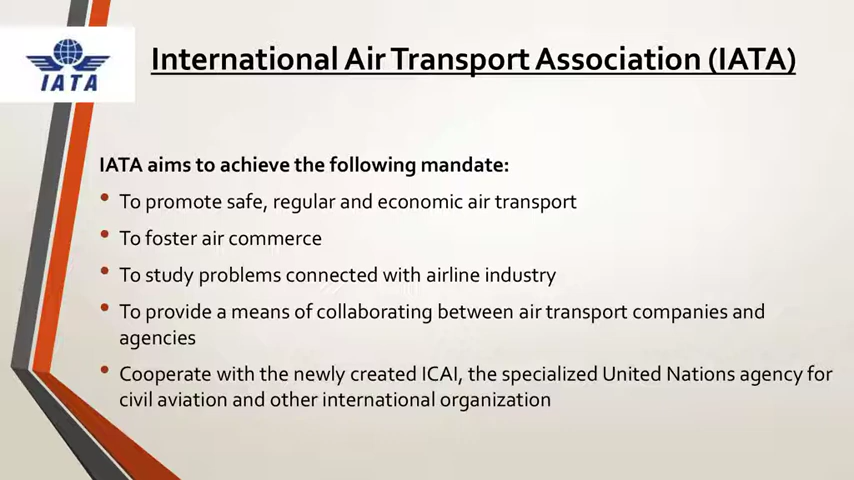 IATA
International Air Transport Association (IATA)
IATA aims to achieve the following mandate:
• To promote safe, regular and economic air transport
• To foster air commerce
• To study problems connected with airline industry
• To provide a means of collaborating between air transport companies and
agencies
• Cooperate with the newly created ICAI, the specialized United Nations agency for
civil aviation and other international organization